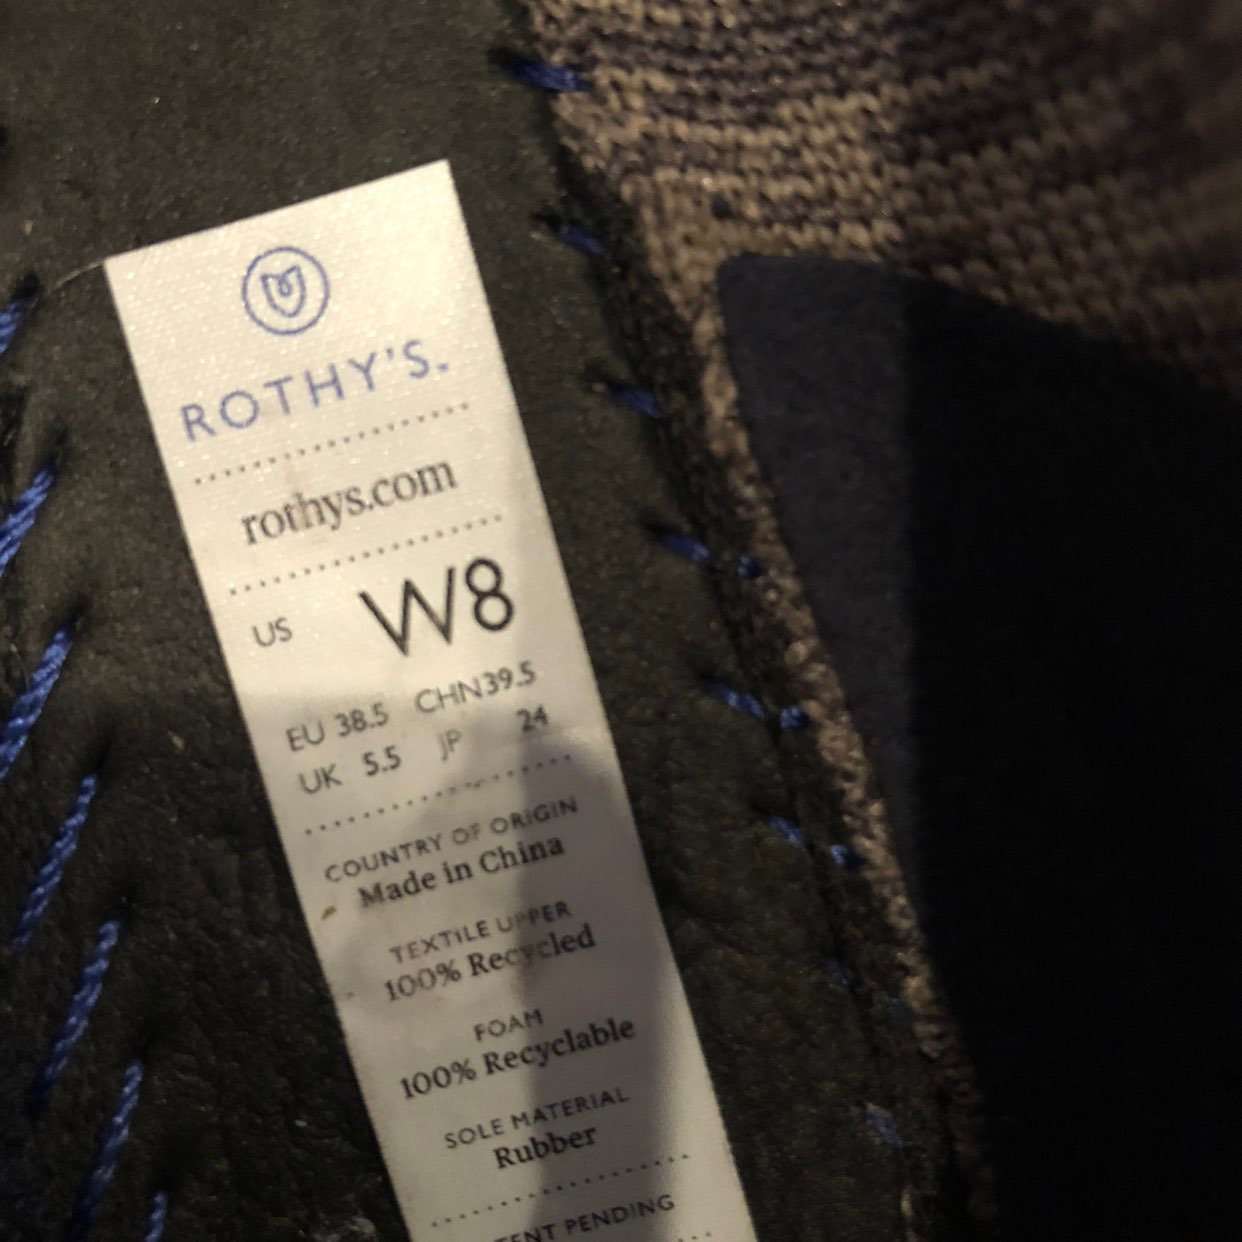 ROTHY'S.
rothys.com
US W8
EU 38.5 CHN39.5
UK 5.5 JP 24
COUNTRY OF ORIGIN
Made in China
TEXTILE UPPER
100% Recycled
FOAM
100% Recyclable
SOLE MATERIAL
Rubber
PENDING